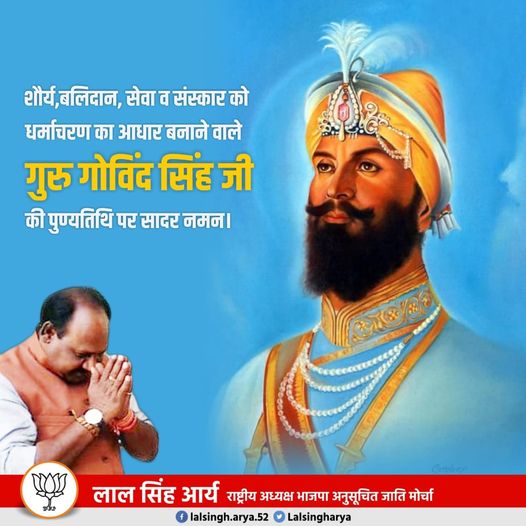 शौर्य,बलिदान, सेवा व संस्कार को
धर्माचरण का आधार बनाने वाले
गुरु गोविंद सिंह जी
की पुण्यतिथि पर सादर नमन।
लाल सिंह आर्य राष्ट्रीय अध्यक्ष भाजपा अनुसूचित जाति मोर्चा
lalsingh.arya.52 Lalsingharya